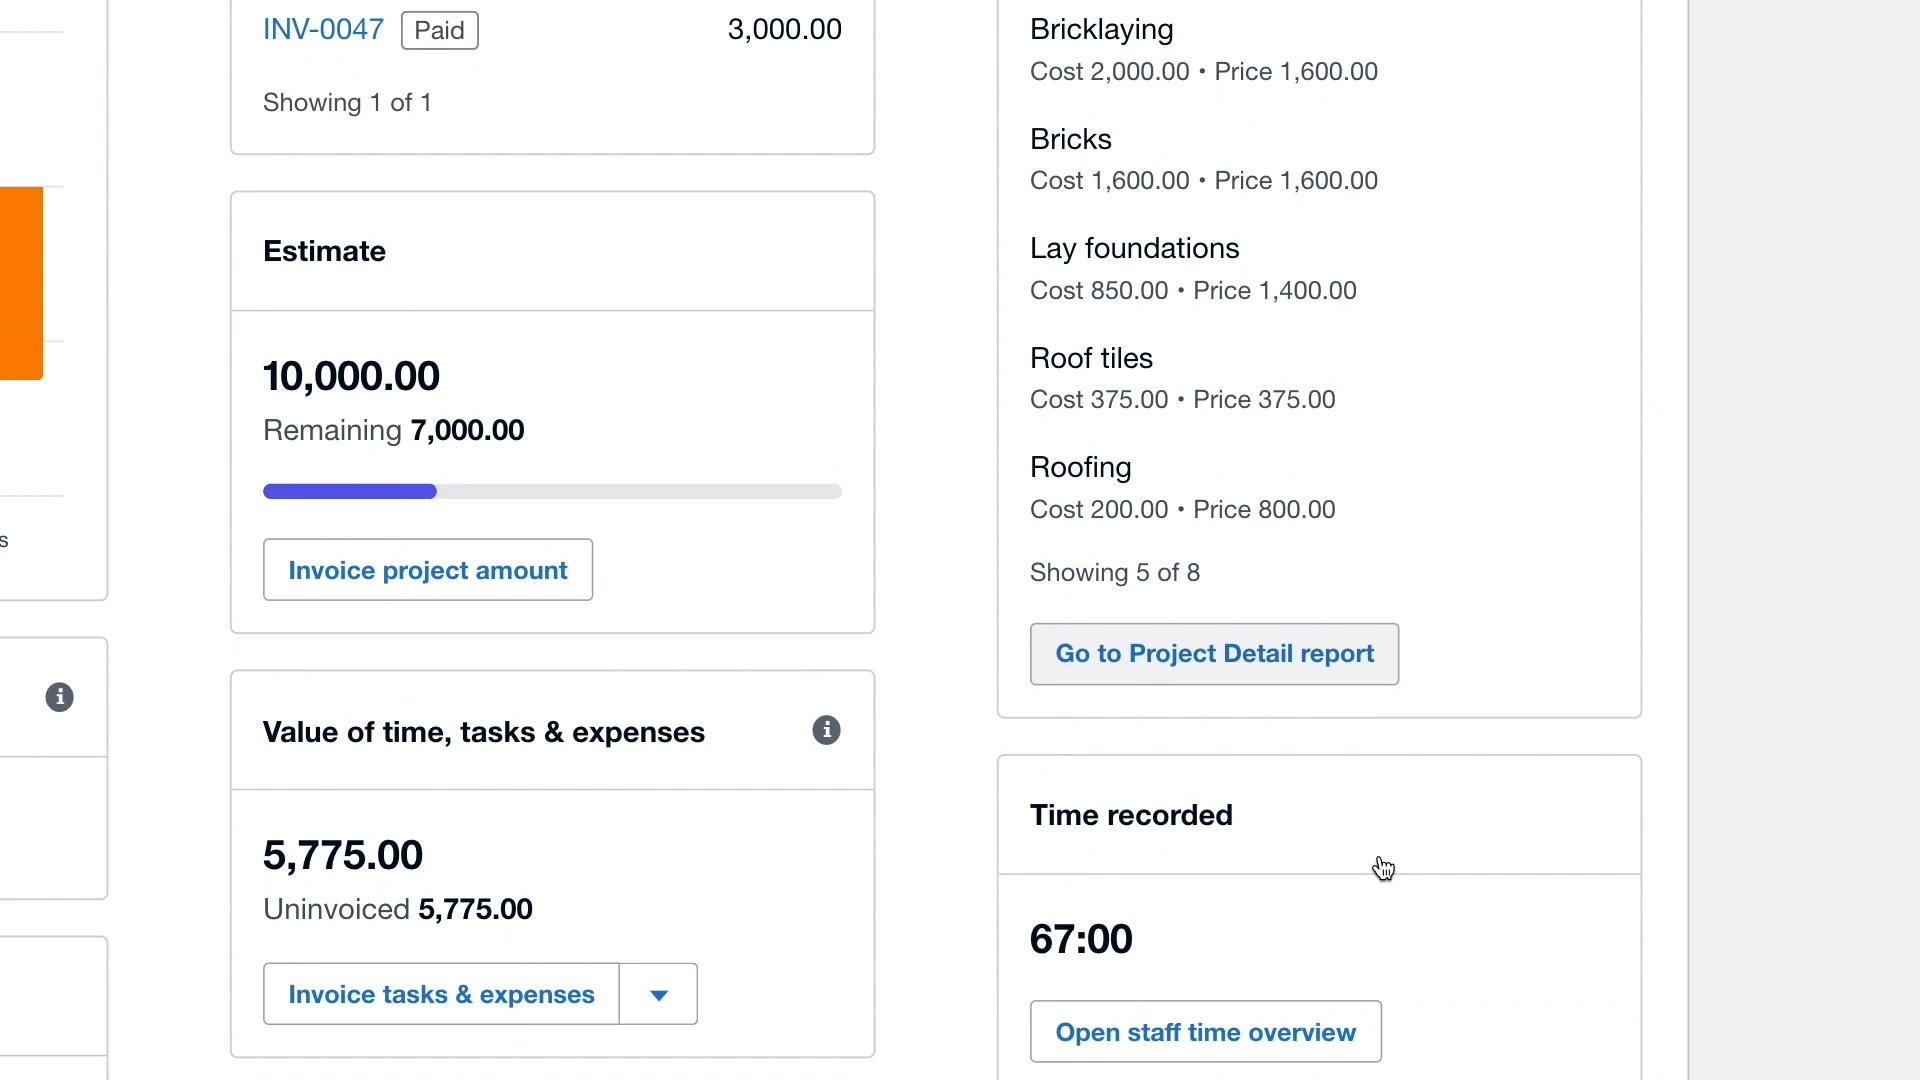 INV-0047 Paid 3,000.00
Showing 1 of 1
Estimate
10,000.00
Remaining 7,000.00
Invoice project amount
Value of time, tasks & expenses
5,775.00
Uninvoiced 5,775.00
Invoice tasks & expenses
Bricklaying
Cost 2,000.00 • Price 1,600.00
Bricks
Cost 1,600.00 • Price 1,600.00
Lay foundations
Cost 850.00 • Price 1,400.00
Roof tiles
Cost 375.00 • Price 375.00
Roofing
Cost 200.00 • Price 800.00
Showing 5 of 8
Go to Project Detail report
Time recorded
67:00
Open staff time overview